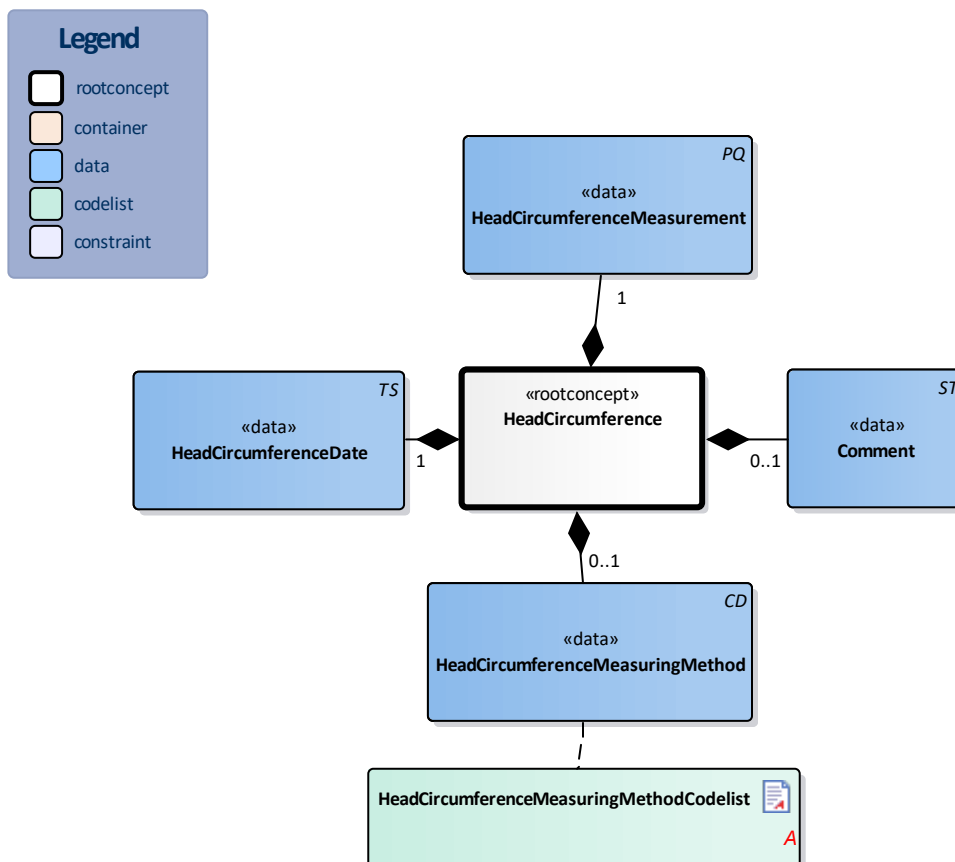 Legend
rootconcept
container
data
codelist
constraint
PQ
«data»
HeadCircumferenceMeasurement
1
TS
«data»
HeadCircumferenceDate
1
«rootconcept»
HeadCircumference
ST
«data»
Comment
0..1
0..1
CD
«data»
HeadCircumferenceMeasuringMethod
HeadCircumferenceMeasuringMethodCodelist
A